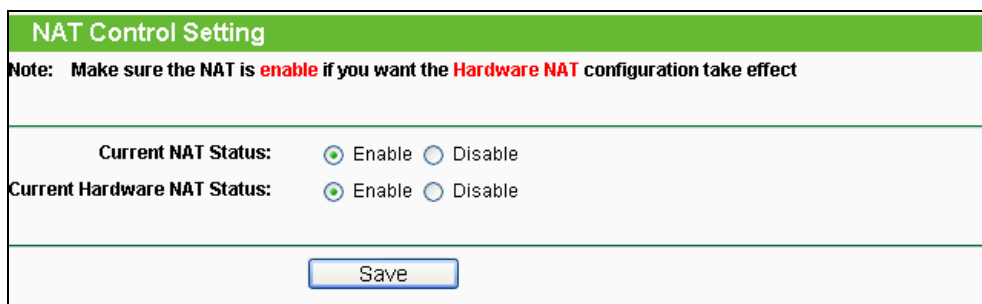 NAT Control Setting
Note: Make sure the NAT is enable if you want the Hardware NAT configuration take effect
Current NAT Status: Enable Disable
Current Hardware NAT Status: Enable Disable
Save